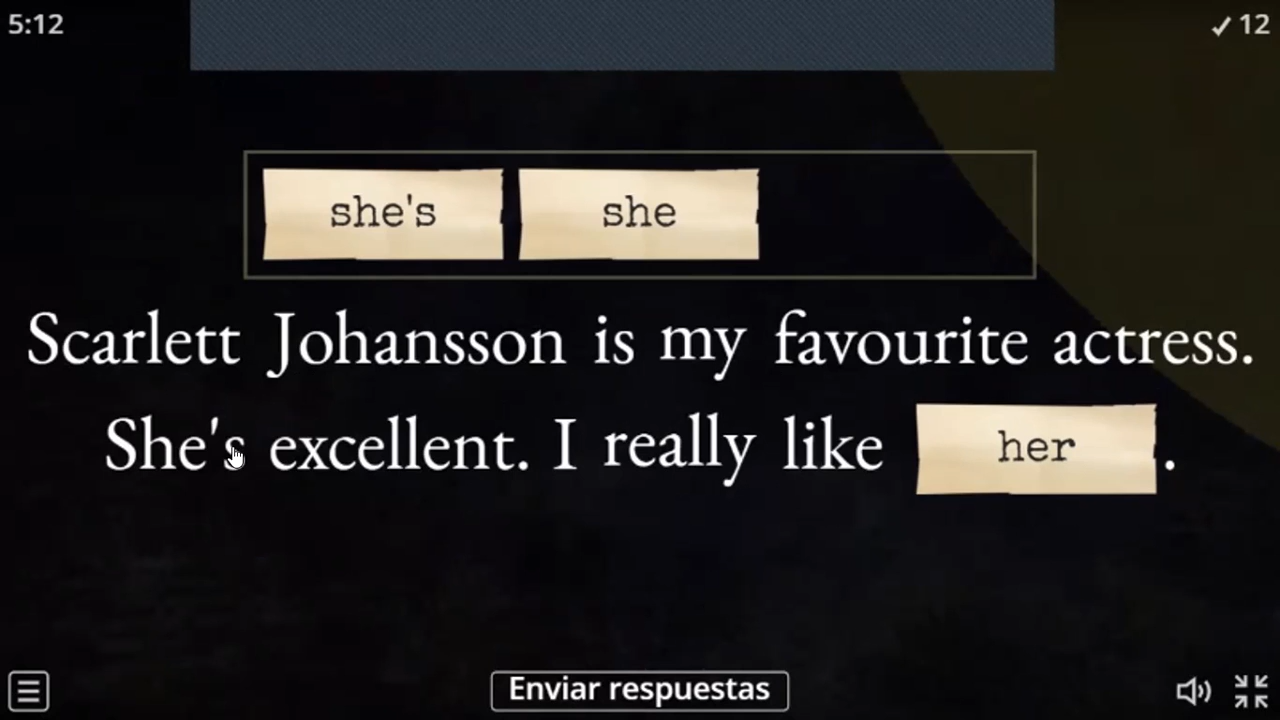 5:12
12
she's she
Scarlett Johansson is my favourite actress.
She's excellent. I really like her.
Enviar respuestas